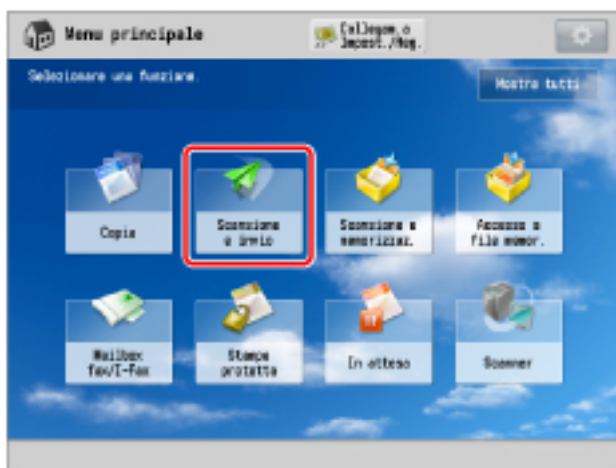 Menu principale
Collegam. a
Impost./Reg.
Selezionare una funzione.
Mostra tutti
Copia
Scansione
e invio
Scansione e
memorizzaz.
Accesso a
file memor.
Mailbox
fax/I-Fax
Stampa
protetta
In attesa
Scanner